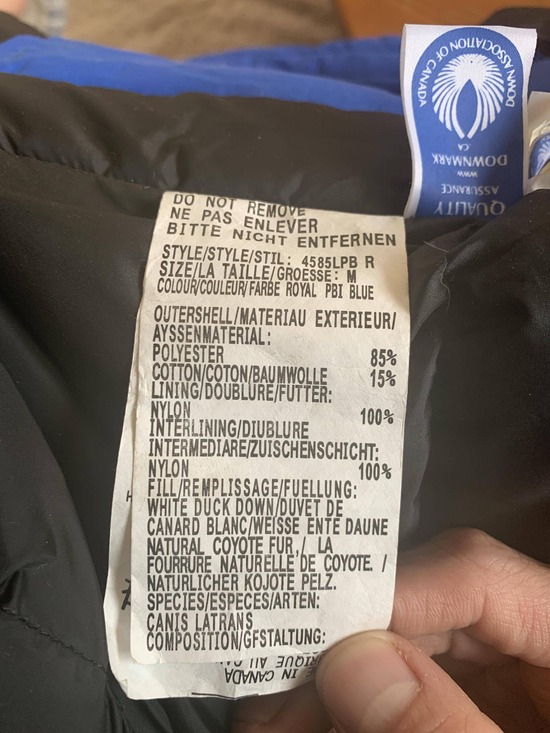 DOWN ASSOCIATION OF CANADA
DOWNMARK
www .CA
QUALITY
ASSURANCE
DO NOT REMOVE
NE PAS ENLEVER
BITTE NICHT ENTFERNEN
STYLE/STYLE/STIL: 4585LPB R
SIZE/LA TAILLE/GROESSE: M
COLOUR/COULEUR/FARBE ROYAL PBI BLUE
OUTERSHELL/MATERIAU EXTERIEUR/
AYSSENMATERIAL:
POLYESTER 85%
COTTON/COTON/BAUMWOLLE 15%
LINING/DOUBLURE/FUTTER:
NYLON 100%
INTERLINING/DIUBLURE
INTERMEDIARE/ZUISCHENSCHICHT:
NYLON 100%
FILL/REMPLISSAGE/FUELLUNG:
WHITE DUCK DOWN/DUVET DE
CANARD BLANC/WEISSE ENTE DAUNE
NATURAL COYOTE FUR,/ LA
FOURRURE NATURELLE DE COYOTE. /
NATURLICHER KOJOTE PELZ.
SPECIES/ESPECES/ARTEN:
CANIS LATRANS
COMPOSITION/GFSTALTUNG:
IN CANADA